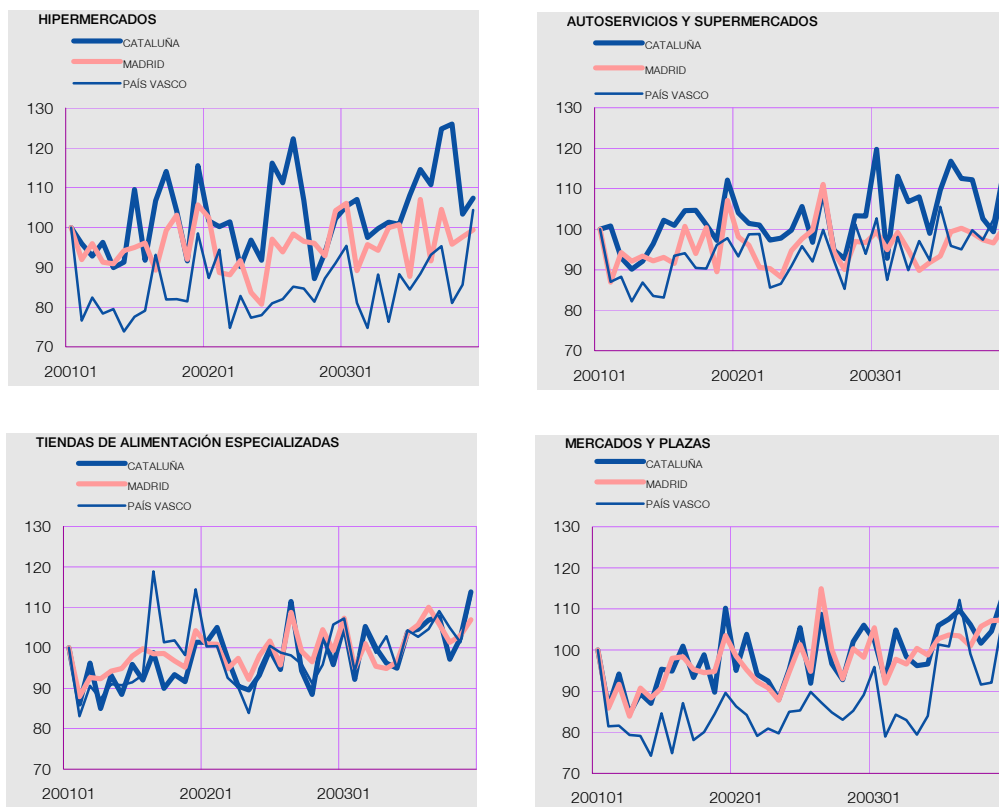 HIPERMERCADOS
CATALUÑA
MADRID
PAÍS VASCO
130
120
110
100
90
80
70
200101 200201 200301
AUTOSERVICIOS Y SUPERMERCADOS
CATALUÑA
MADRID
PAÍS VASCO
130
120
110
100
90
80
70
200101 200201 200301
TIENDAS DE ALIMENTACIÓN ESPECIALIZADAS
CATALUÑA
MADRID
PAÍS VASCO
130
120
110
100
90
80
70
200101 200201 200301
MERCADOS Y PLAZAS
CATALUÑA
MADRID
PAÍS VASCO
130
120
110
100
90
80
70
200101 200201 200301